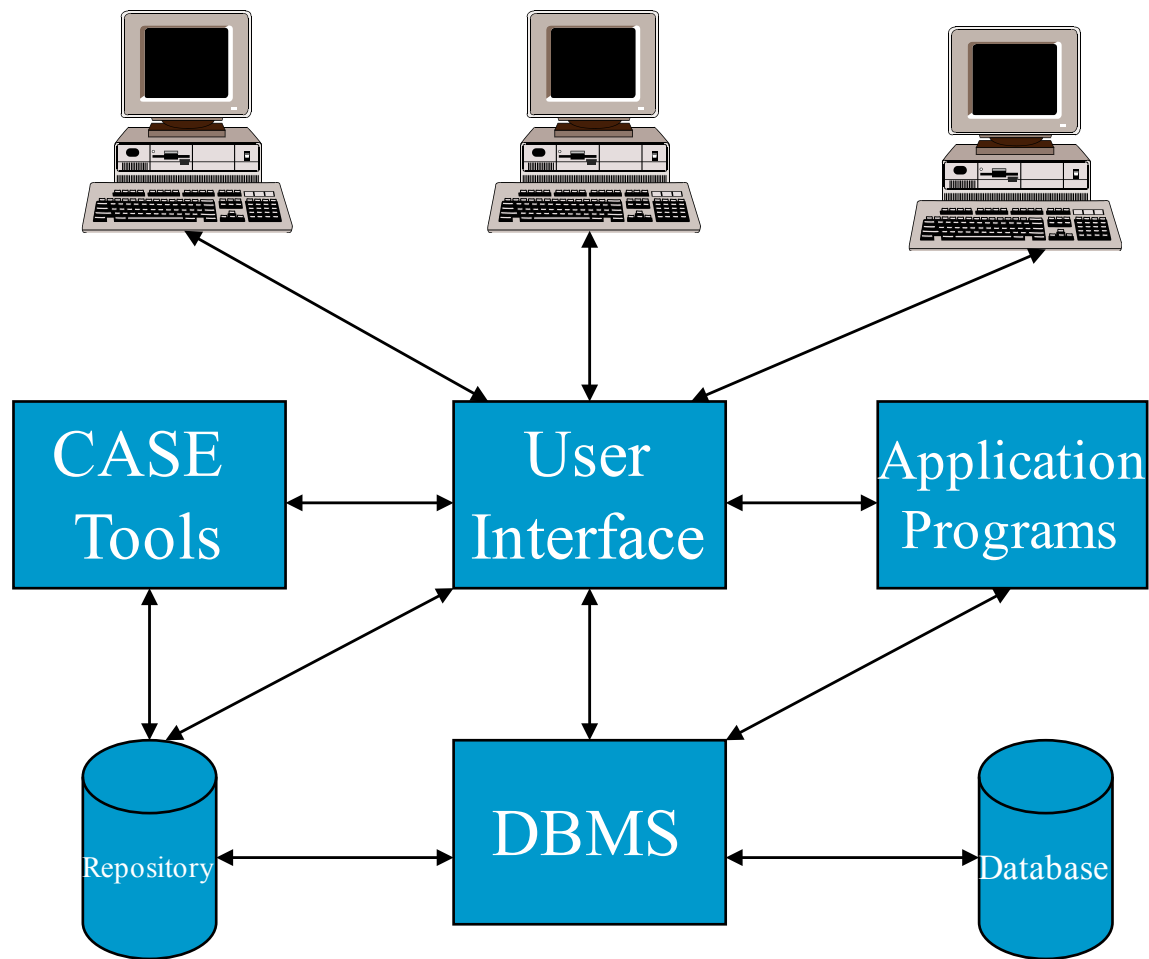 CASE
Tools
User
Interface
Application
Programs
Repository
DBMS
Database